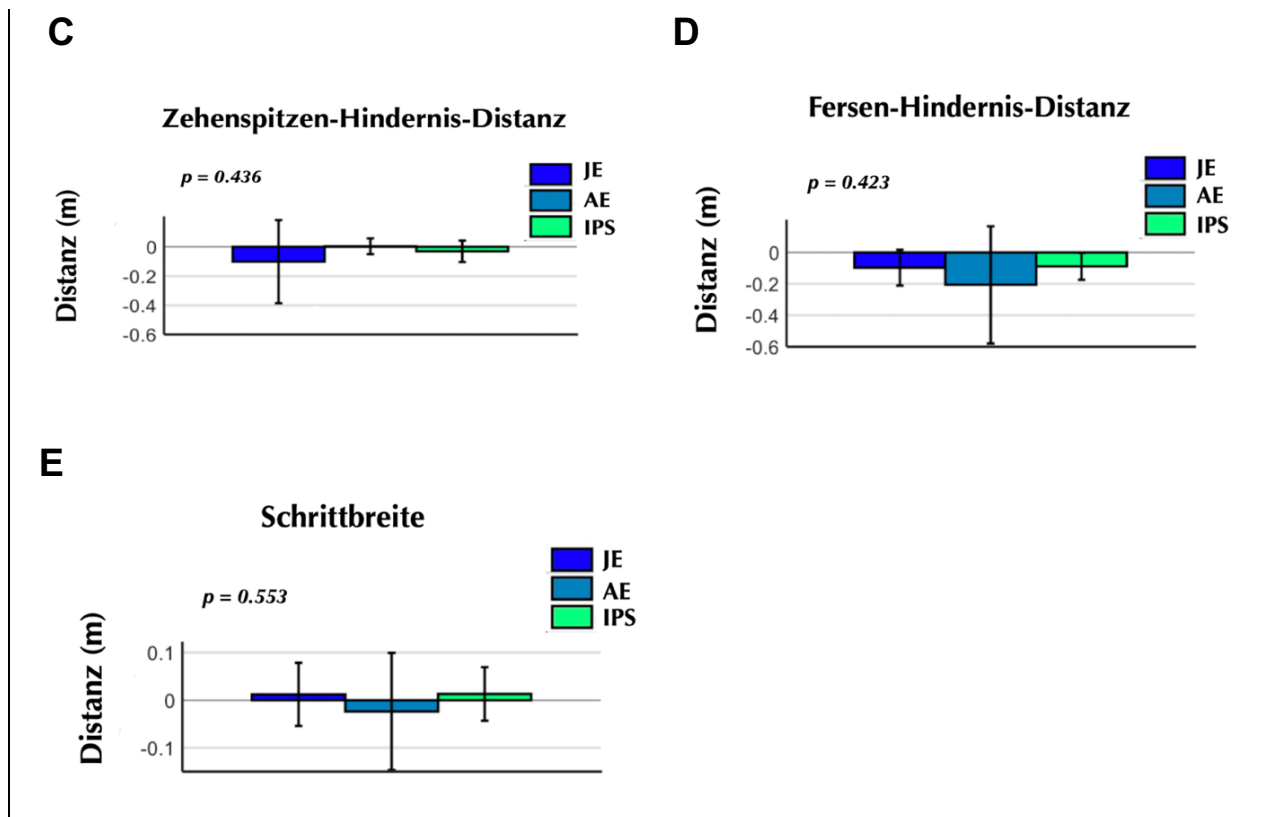 C
Zehenspitzen-Hindernis-Distanz
p = 0.436
JE
AE
IPS
Distanz (m)
0
-0.2
-0.4
-0.6
D
Fersen-Hindernis-Distanz
p = 0.423
JE
AE
IPS
Distanz (m)
0
-0.2
-0.4
-0.6
E
Schrittbreite
p = 0.553
JE
AE
IPS
Distanz (m)
0.1
0
-0.1